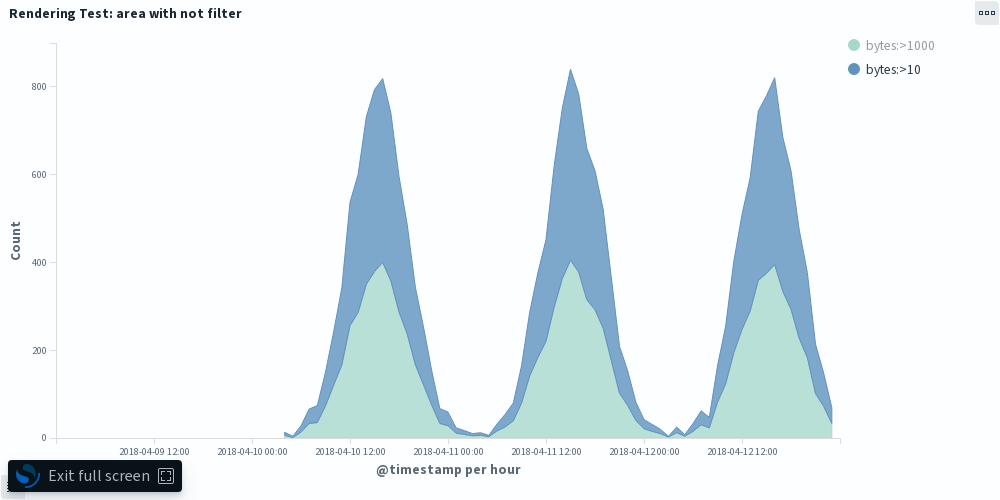 Rendering Test: area with not filter
bytes:>1000
bytes:>10
800
600
400
200
0
Count
2018-04-09 12:00
2018-04-10 00:00
2018-04-10 12:00
2018-04-11 00:00
2018-04-11 12:00
2018-04-12 00:00
2018-04-12 12:00
@timestamp per hour
Exit full screen